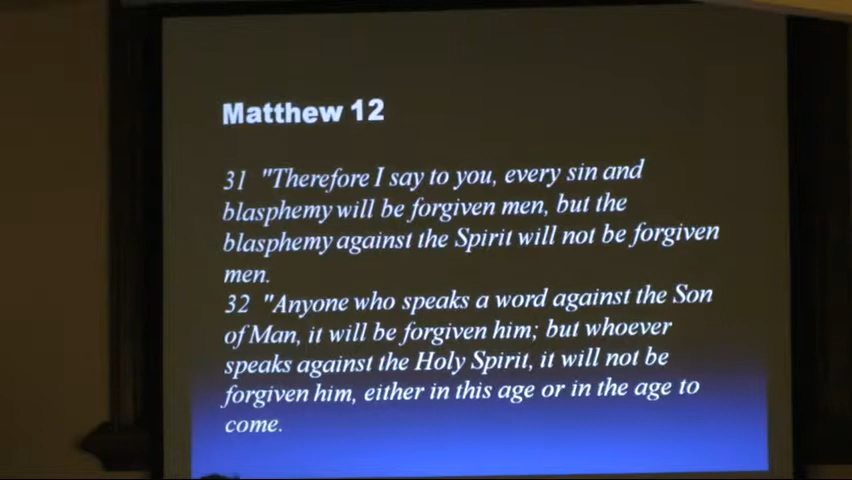 Matthew 12
31 "Therefore I say to you, every sin and
blasphemy will be forgiven men, but the
blasphemy against the Spirit will not be forgiven
men.
32 "Anyone who speaks a word against the Son
of Man, it will be forgiven him; but whoever
speaks against the Holy Spirit, it will not be
forgiven him, either in this age or in the age to
come.